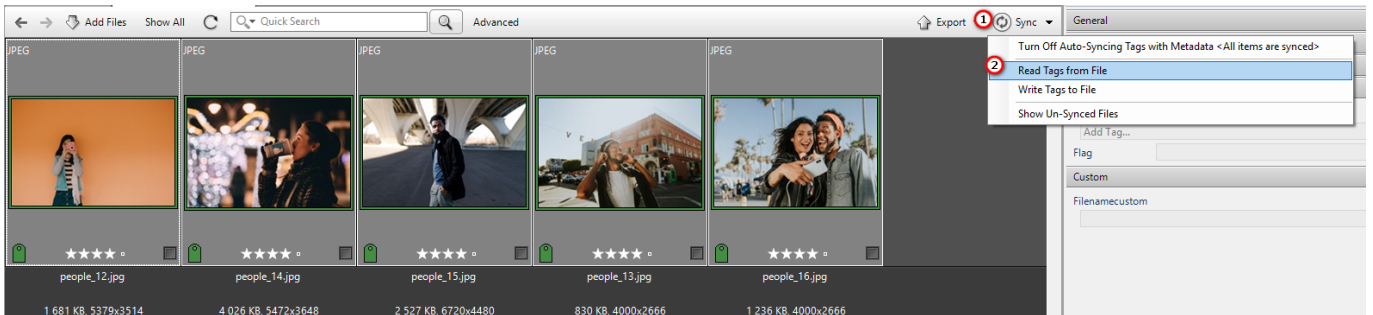 Add Files Show All Quick Search Advanced Export 1 Sync General
Turn Off Auto-Syncing Tags with Metadata <All items are synced>
2 Read Tags from File
Write Tags to File
Show Un-Synced Files
Add Tag...
Flag
Custom
Filenamecustom
JPEG JPEG JPEG JPEG JPEG
people_12.jpg people_14.jpg people_15.jpg people_13.jpg people_16.jpg
1 681 KB, 5379x3514 4 026 KB, 5472x3648 2 527 KB, 6720x4480 830 KB, 4000x2666 1 236 KB, 4000x2666